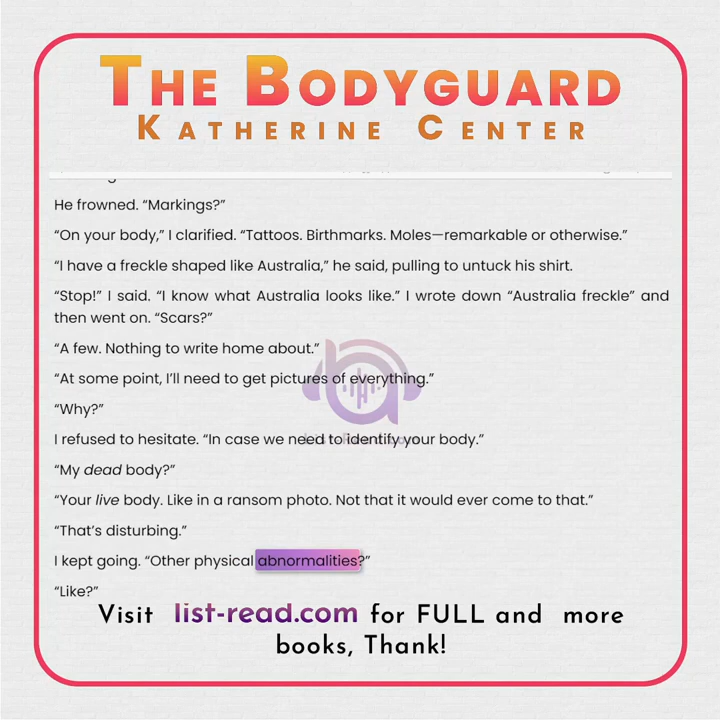 THE BODYGUARD
KATHERINE CENTER
He frowned. “Markings?”
“On your body,” I clarified. “Tattoos. Birthmarks. Moles—remarkable or otherwise.”
“I have a freckle shaped like Australia,” he said, pulling to untuck his shirt.
“Stop!” I said. “I know what Australia looks like.” I wrote down “Australia freckle” and
then went on. “Scars?”
“A few. Nothing to write home about.”
“At some point, I’ll need to get pictures of everything.”
“Why?”
I refused to hesitate. “In case we need to identify your body.”
“My dead body?”
“Your live body. Like in a ransom photo. Not that it would ever come to that.”
“That’s disturbing.”
I kept going. “Other physical abnormalities?”
“Like?”
Visit list-read.com for FULL and more
books, Thank!